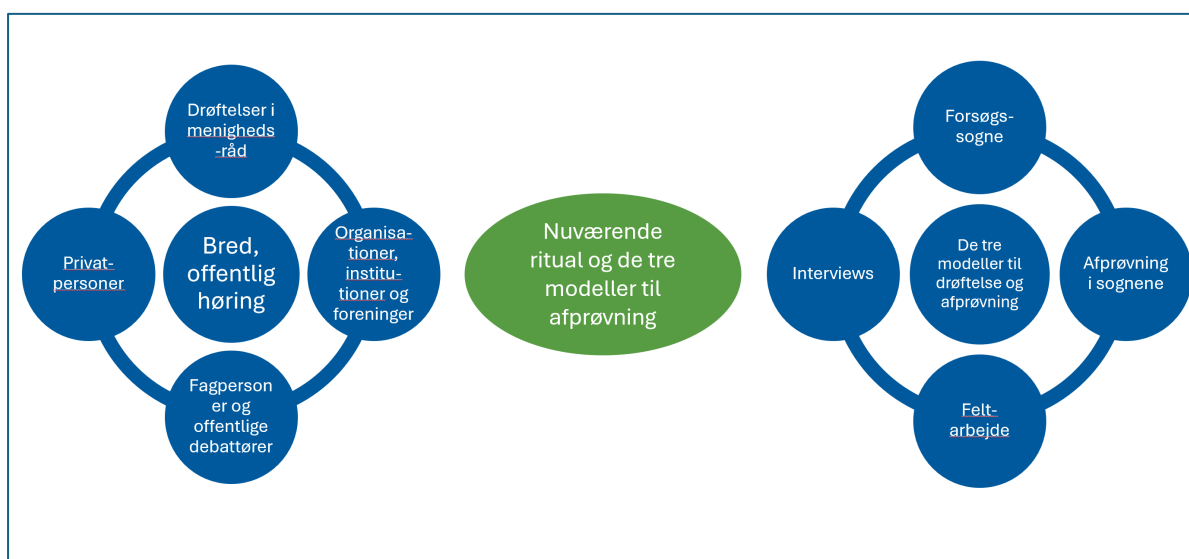 Drøftelser i
menigheds
-råd
Privat-
personer
Bred,
offentlig
høring
Organisa-
tioner,
institu-
tioner og
foreninger
Fagperson
er og
offentlige
debattører
Nuværende
ritual og de tre
modeller til
afprøvning
Forsøgs-
sogne
Interviews
De tre
modeller til
drøftelse og
afprøvning
Afprøvning
i sognene
Felt-
arbejde